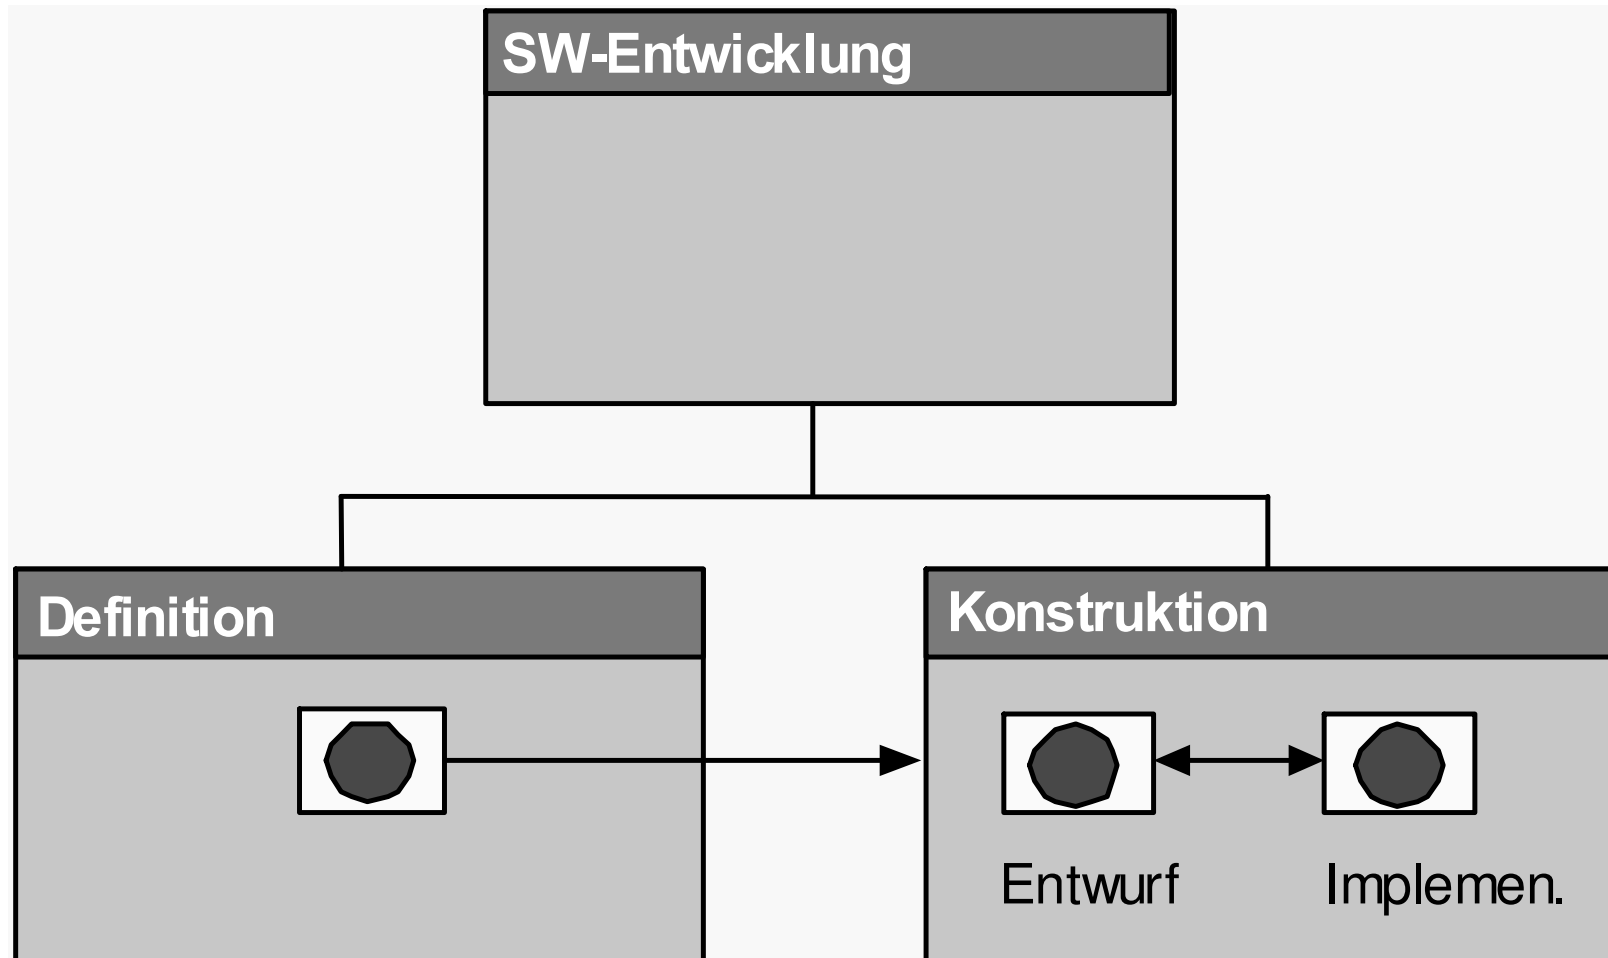 SW-Entwicklung
Definition
Konstruktion
Entwurf
Implemen.